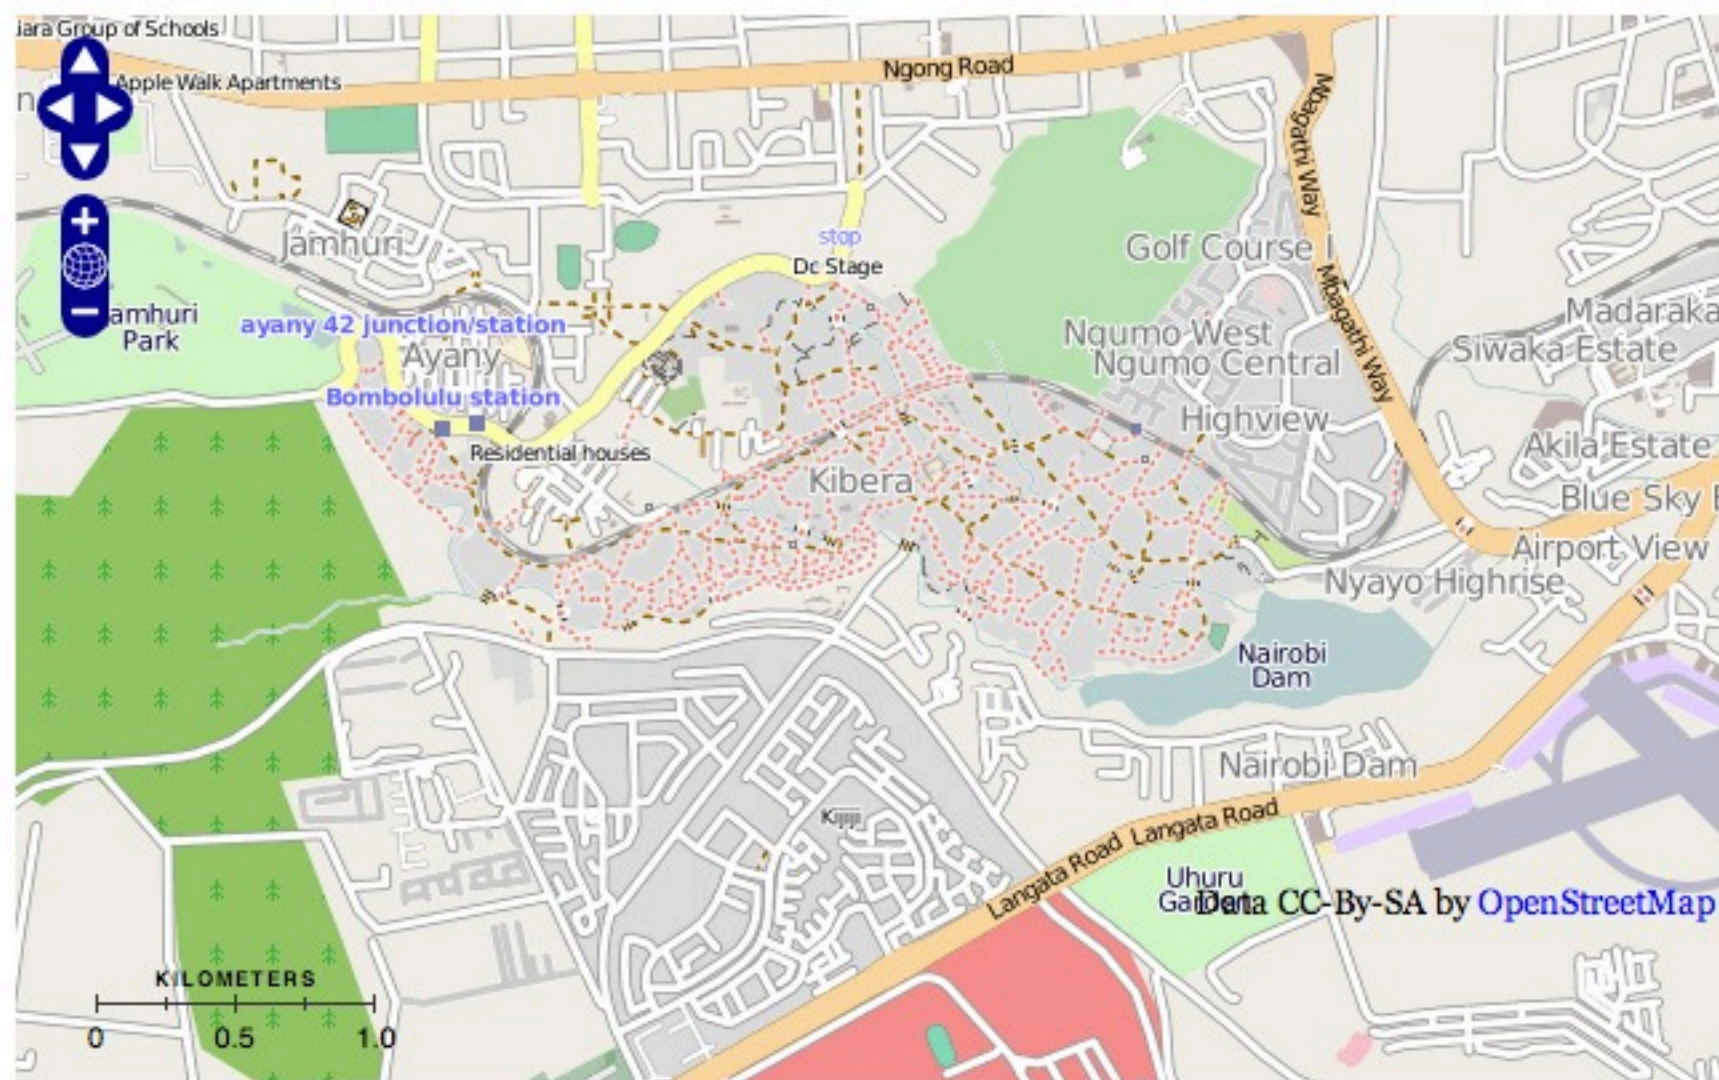 iara Group of Schools
Apple Walk Apartments
Ngong Road
Mbagathi Way
stop
Dc Stage
Jamhuri
Golf Course I
amhuri
Park
ayany 42 junction/station
Ayany
Mbagathi Way
Madaraka
Ngumo West
Ngumo Central
Siwaka Estate
Bombolulu station
Highview
Residential houses
Akila Estate
Kibera
Blue Sky E
Airport View
Nyayo Highrise
Nairobi
Dam
Nairobi Dam
Kijiji
Langata Road
Langata Road
Uhuru
Data CC-By-SA by OpenStreetMap
KILOMETERS
0 0.5 1.0